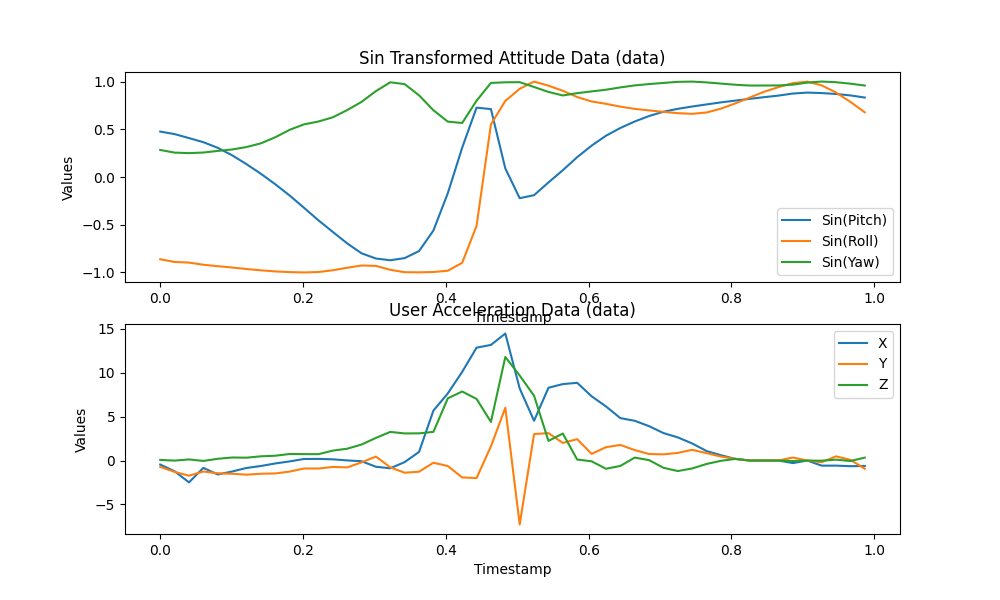 Sin Transformed Attitude Data (data)
1.0
0.5
0.0
−0.5
−1.0
Values
Sin(Pitch)
Sin(Roll)
Sin(Yaw)
0.0 0.2 0.4 0.6 0.8 1.0
Timestamp
User Acceleration Data (data)
15
10
5
0
−5
Values
X
Y
Z
0.0 0.2 0.4 0.6 0.8 1.0
Timestamp